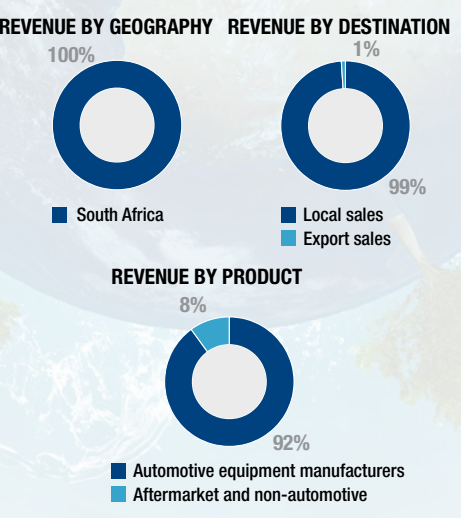 REVENUE BY GEOGRAPHY
100%
South Africa
REVENUE BY DESTINATION
1%
99%
Local sales
Export sales
REVENUE BY PRODUCT
8%
92%
Automotive equipment manufacturers
Aftermarket and non-automotive